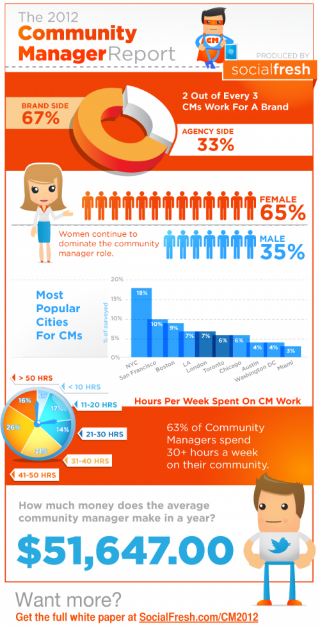 The 2012
Community
Manager Report
CM
PRODUCED BY
socialfresh
BRAND SIDE
67%
2 Out of Every 3
CMs Work For A Brand
AGENCY SIDE
33%
FEMALE
65%
Women continue to
dominate the community
manager role.
MALE
35%
Most
Popular
Cities
For CMs
% of surveyed
20%
15%
10%
5%
0%
18%
10%
9%
7%
7%
6%
6%
4%
4%
3%
NYC
San Francisco
Boston
LA
London
Toronto
Chicago
Austin
Washington DC
Miami
Hours Per Week Spent On CM Work
> 50 HRS
< 10 HRS
11-20 HRS
21-30 HRS
31-40 HRS
41-50 HRS
16%
17%
14%
26%
63% of Community
Managers spend
30+ hours a week
on their community.
How much money does the average
community manager make in a year?
$51,647.00
Want more?
Get the full white paper at SocialFresh.com/CM2012